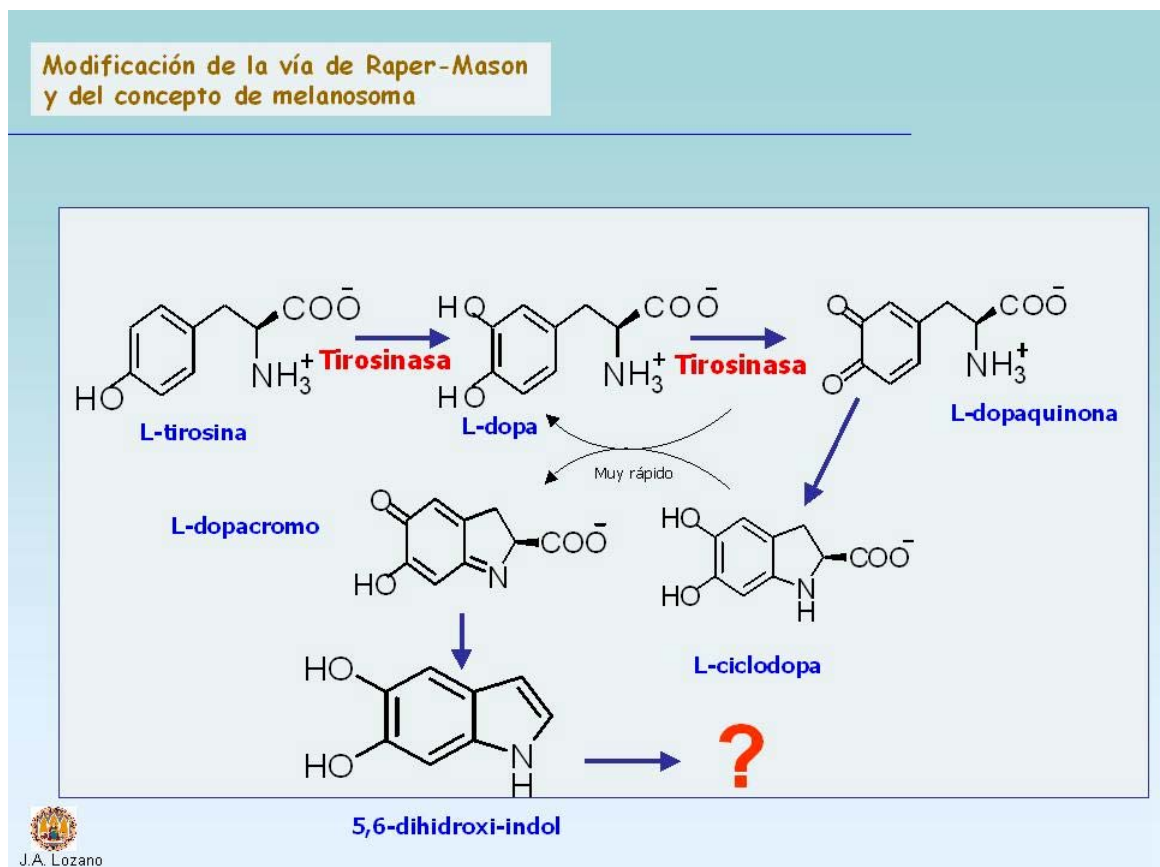 Modificación de la vía de Raper-Mason
y del concepto de melanosoma
COO-
NH3+
HO
L-tirosina
Tirosinasa
HO
HO
COO-
NH3+
L-dopa
Tirosinasa
O
O
COO-
NH3+
L-dopaquinona
Muy rápido
L-dopacromo
O
HO
N
COO-
HO
HO
N
H
COO-
L-ciclodopa
HO
HO
N
H
?
5,6-dihidroxi-indol
J.A. Lozano